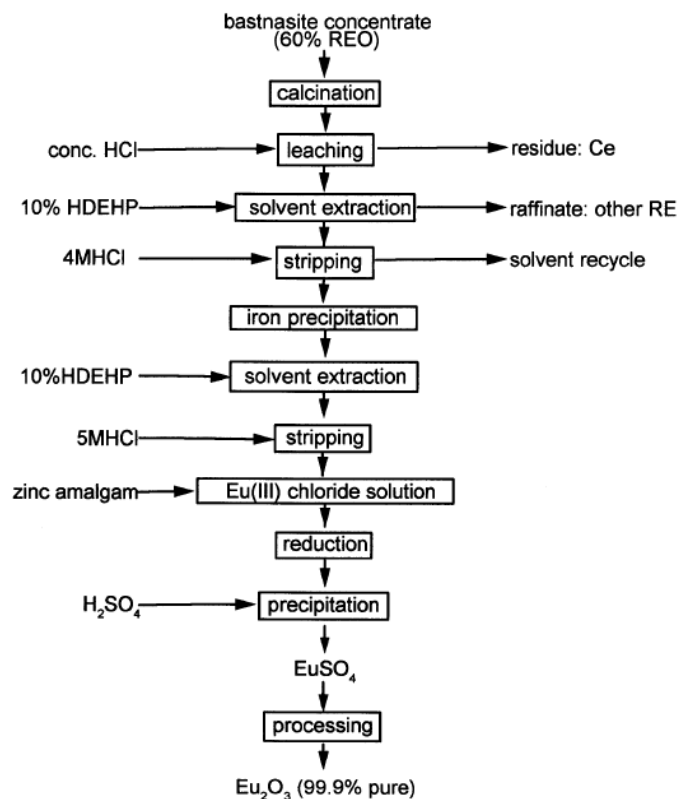 bastnasite concentrate
(60% REO)
calcination
conc. HCl leaching residue: Ce
10% HDEHP solvent extraction raffinate: other RE
4MHCl stripping solvent recycle
iron precipitation
10%HDEHP solvent extraction
5MHCl stripping
zinc amalgam Eu(III) chloride solution
reduction
H₂SO₄ precipitation
EuSO₄
processing
Eu₂O₃ (99.9% pure)